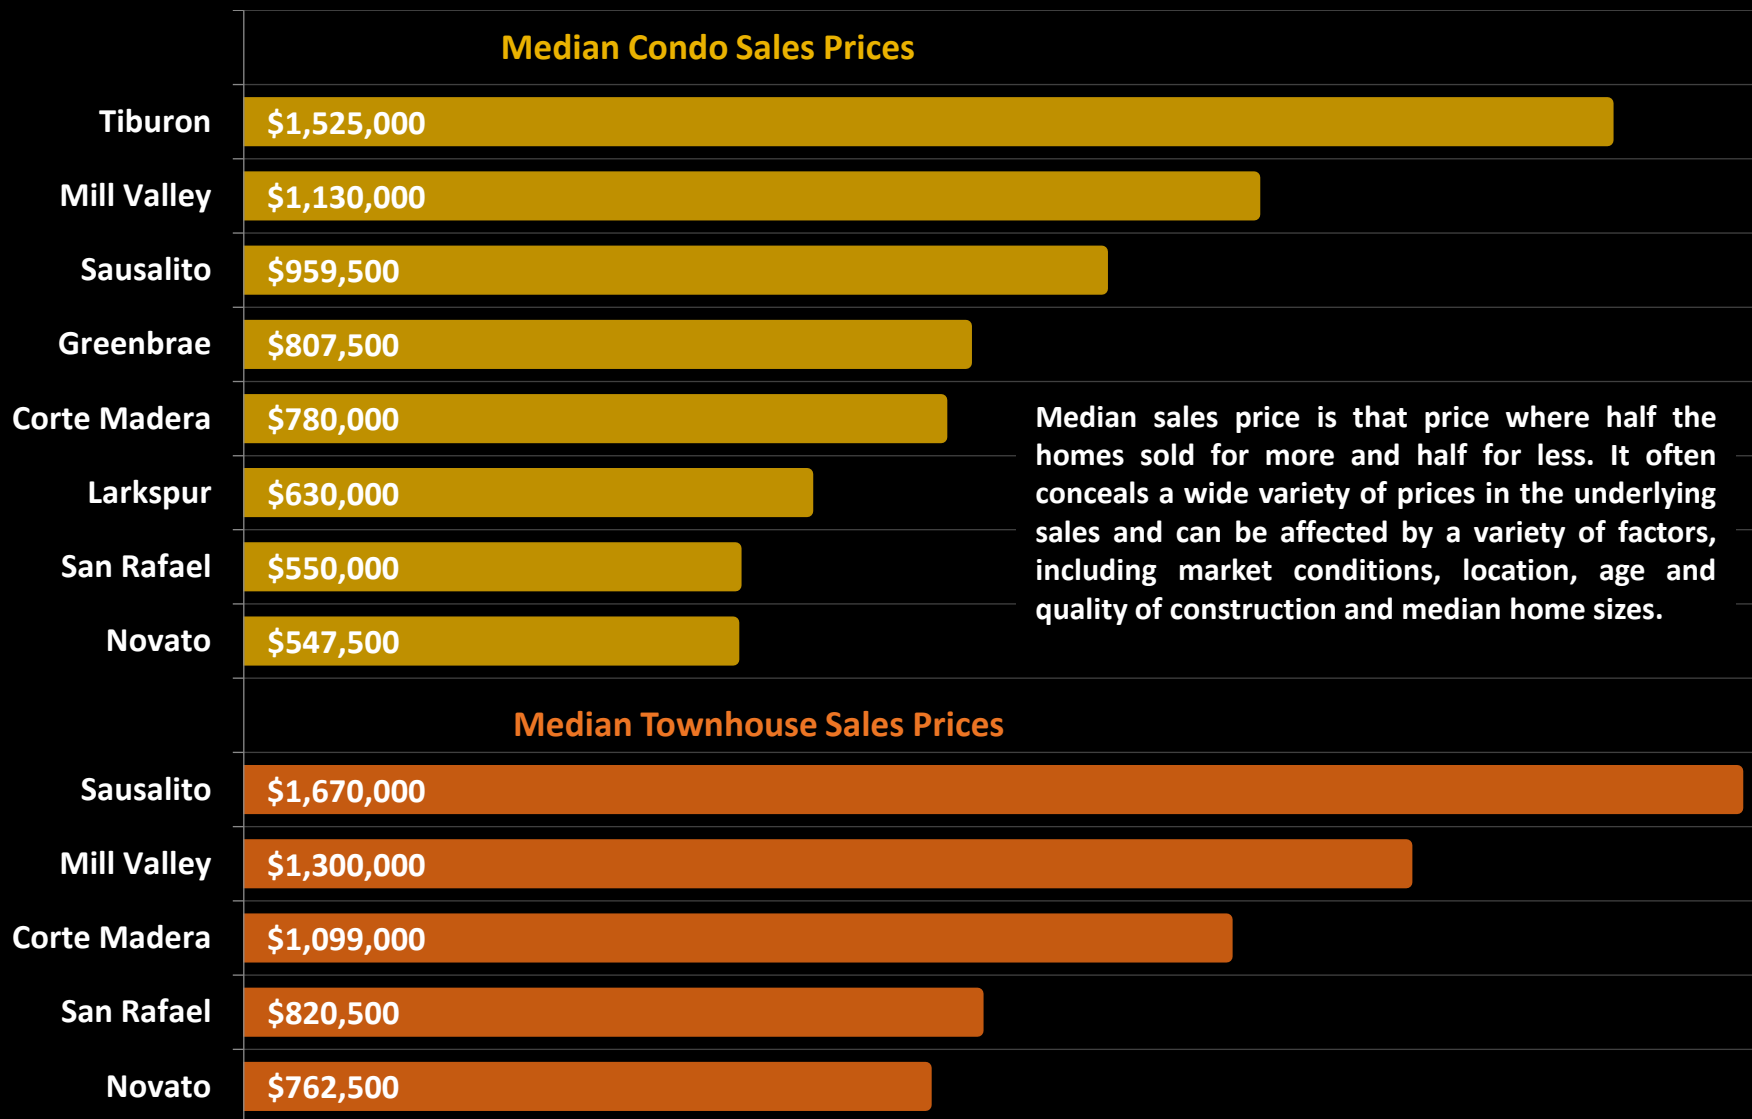 Median Condo Sales Prices
Tiburon $1,525,000
Mill Valley $1,130,000
Sausalito $959,500
Greenbrae $807,500
Corte Madera $780,000
Larkspur $630,000
San Rafael $550,000
Novato $547,500
Median sales price is that price where half the
homes sold for more and half for less. It often
conceals a wide variety of prices in the underlying
sales and can be affected by a variety of factors,
including market conditions, location, age and
quality of construction and median home sizes.
Median Townhouse Sales Prices
Sausalito $1,670,000
Mill Valley $1,300,000
Corte Madera $1,099,000
San Rafael $820,500
Novato $762,500